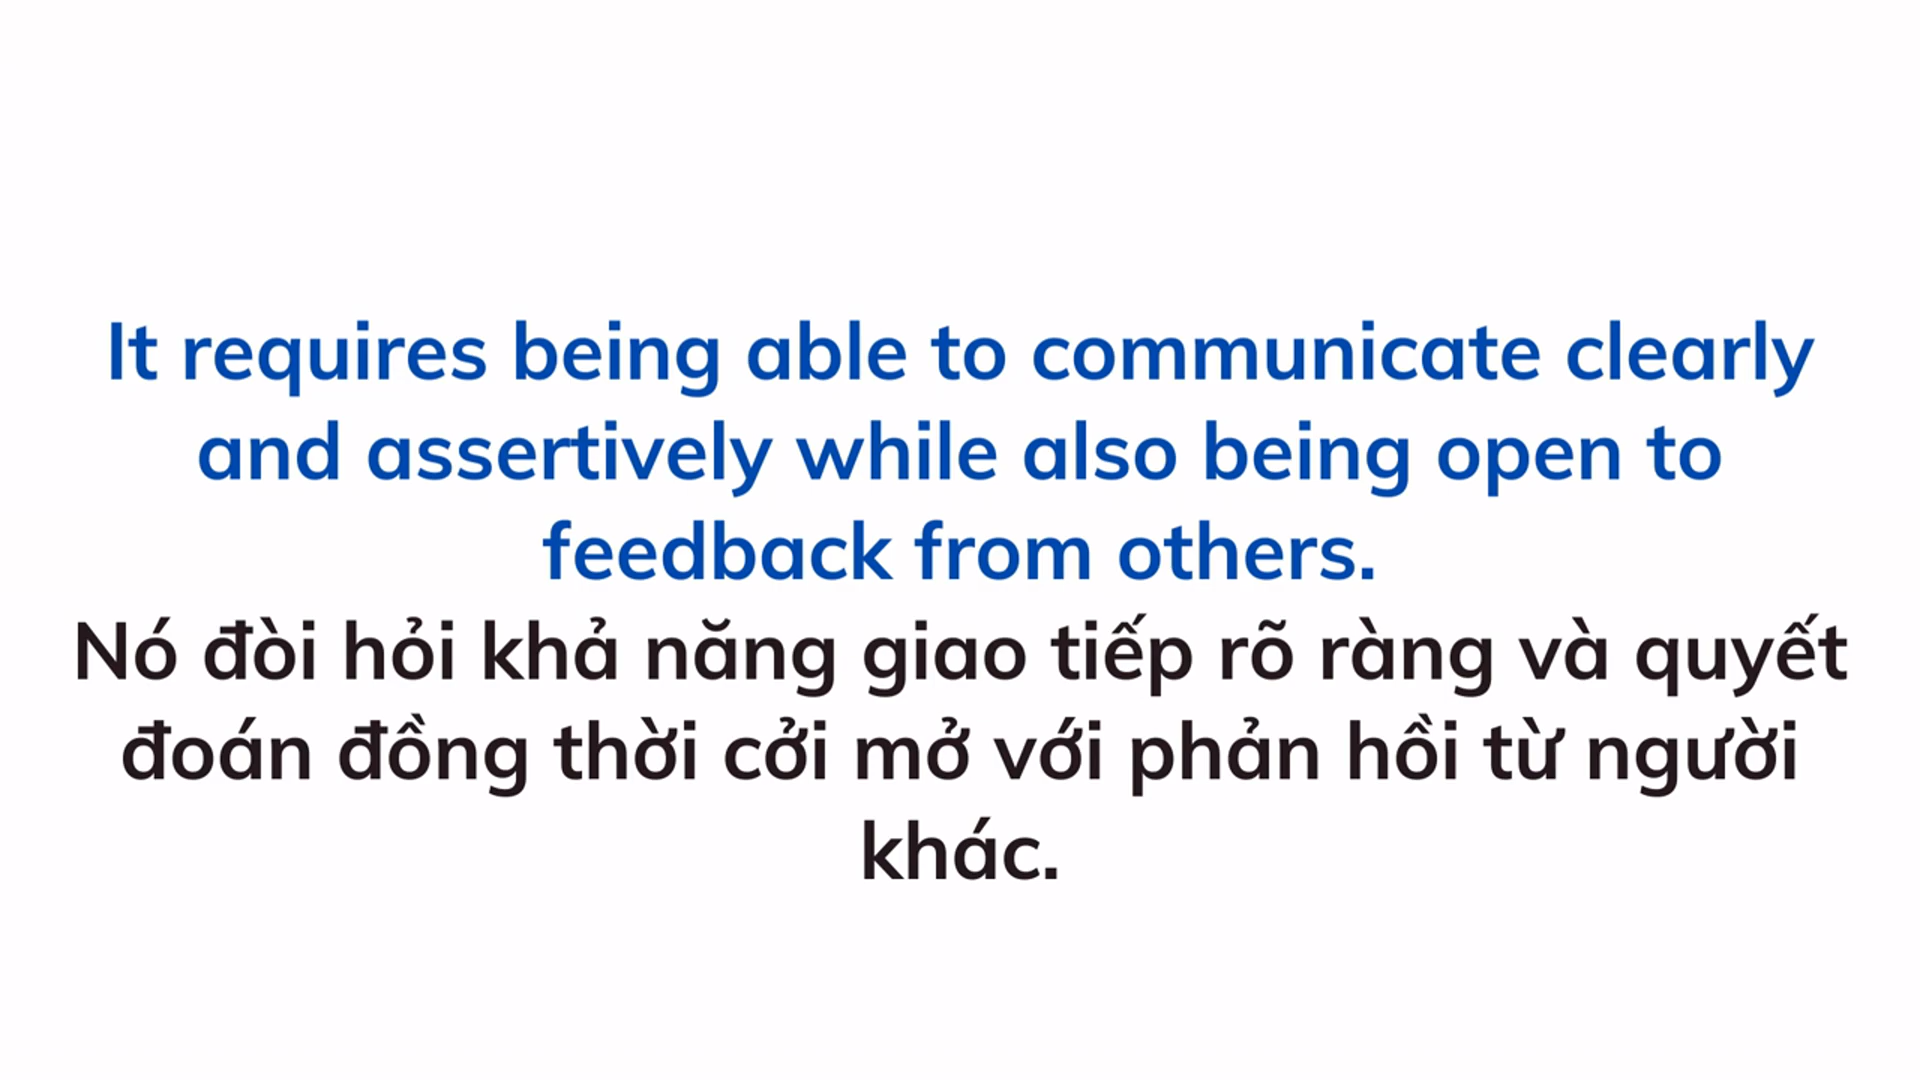 It requires being able to communicate clearly
and assertively while also being open to
feedback from others.
Nó đòi hỏi khả năng giao tiếp rõ ràng và quyết
đoán đồng thời cởi mở với phản hồi từ người
khác.